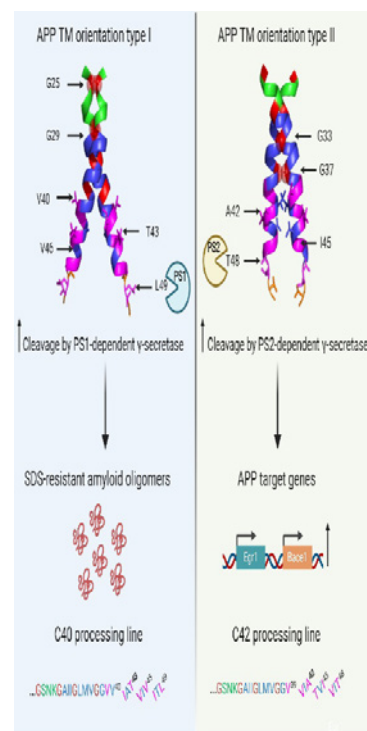 APP TM orientation type I
G25
G29
V40
T43
L49
PS1
Cleavage by PS1-dependent γ-secretase
SDS-resistant amyloid oligomers
C40 processing line
...GSNKGAIIGLMVGGVV⁴⁰
APP TM orientation type II
G33
G37
A42
I45
PS2
T48
Cleavage by PS2-dependent γ-secretase
APP target genes
Egr1
Bace1
C42 processing line
...GSNKGAIIGLMVGGV³⁹